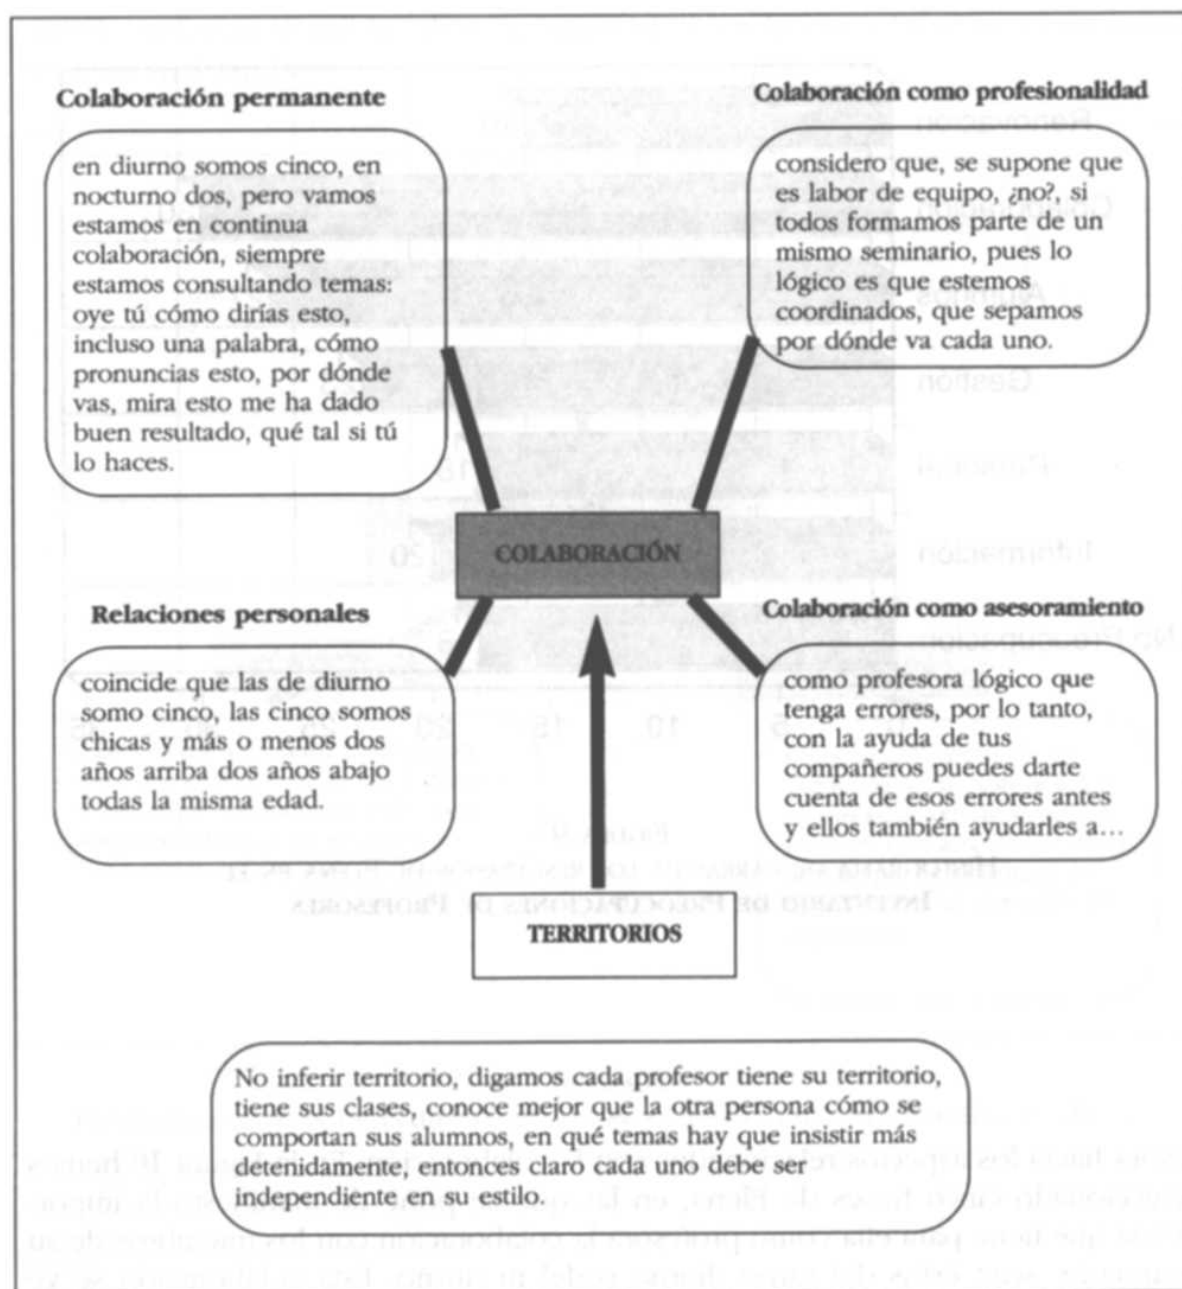 Colaboración permanente
en diurno somos cinco, en
nocturno dos, pero vamos
estamos en continua
colaboración, siempre
estamos consultando temas:
oye tú cómo dirías esto,
incluso una palabra, cómo
pronuncias esto, por dónde
vas, mira esto me ha dado
buen resultado, qué tal si tú
lo haces.
Colaboración como profesionalidad
considero que, se supone que
es labor de equipo, ¿no?, si
todos formamos parte de un
mismo seminario, pues lo
lógico es que estemos
coordinados, que sepamos
por dónde va cada uno.
COLABORACIÓN
Relaciones personales
coincide que las de diurno
somo cinco, las cinco somos
chicas y más o menos dos
años arriba dos años abajo
todas la misma edad.
Colaboración como asesoramiento
como profesora lógico que
tenga errores, por lo tanto,
con la ayuda de tus
compañeros puedes darte
cuenta de esos errores antes
y ellos también ayudarles a…
TERRITORIOS
No inferir territorio, digamos cada profesor tiene su territorio,
tiene sus clases, conoce mejor que la otra persona cómo se
comportan sus alumnos, en qué temas hay que insistir más
detenidamente, entonces claro cada uno debe ser
independiente en su estilo.